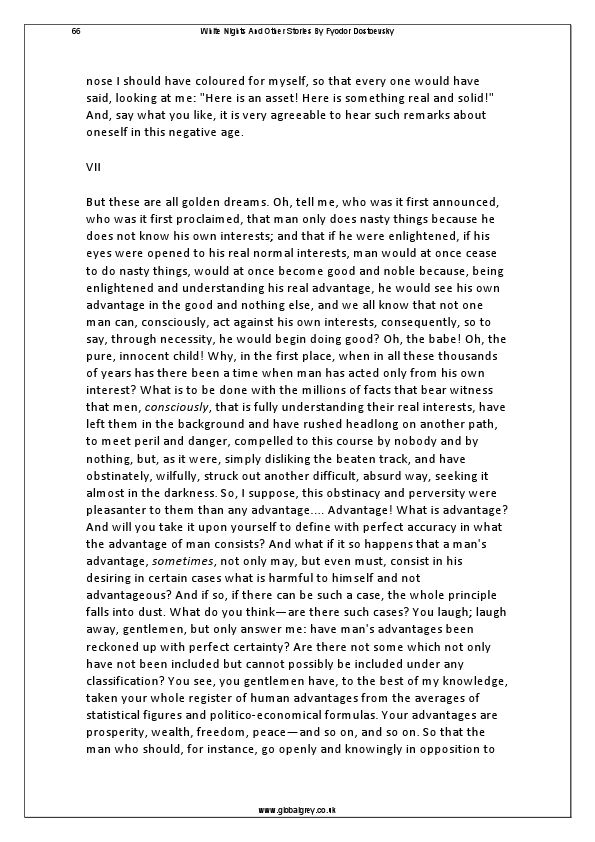 66
White Nights And Other Stories By Fyodor Dostoevsky
nose I should have coloured for myself, so that every one would have
said, looking at me: "Here is an asset! Here is something real and solid!"
And, say what you like, it is very agreeable to hear such remarks about
oneself in this negative age.
VII
But these are all golden dreams. Oh, tell me, who was it first announced,
who was it first proclaimed, that man only does nasty things because he
does not know his own interests; and that if he were enlightened, if his
eyes were opened to his real normal interests, man would at once cease
to do nasty things, would at once become good and noble because, being
enlightened and understanding his real advantage, he would see his own
advantage in the good and nothing else, and we all know that not one
man can, consciously, act against his own interests, consequently, so to
say, through necessity, he would begin doing good? Oh, the babe! Oh, the
pure, innocent child! Why, in the first place, when in all these thousands
of years has there been a time when man has acted only from his own
interest? What is to be done with the millions of facts that bear witness
that men, consciously, that is fully understanding their real interests, have
left them in the background and have rushed headlong on another path,
to meet peril and danger, compelled to this course by nobody and by
nothing, but, as it were, simply disliking the beaten track, and have
obstinately, wilfully, struck out another difficult, absurd way, seeking it
almost in the darkness. So, I suppose, this obstinacy and perversity were
pleasanter to them than any advantage.... Advantage! What is advantage?
And will you take it upon yourself to define with perfect accuracy in what
the advantage of man consists? And what if it so happens that a man's
advantage, sometimes, not only may, but even must, consist in his
desiring in certain cases what is harmful to himself and not
advantageous? And if so, if there can be such a case, the whole principle
falls into dust. What do you think—are there such cases? You laugh; laugh
away, gentlemen, but only answer me: have man's advantages been
reckoned up with perfect certainty? Are there not some which not only
have not been included but cannot possibly be included under any
classification? You see, you gentlemen have, to the best of my knowledge,
taken your whole register of human advantages from the averages of
statistical figures and politico-economical formulas. Your advantages are
prosperity, wealth, freedom, peace—and so on, and so on. So that the
man who should, for instance, go openly and knowingly in opposition to
www.globalgrey.co.uk